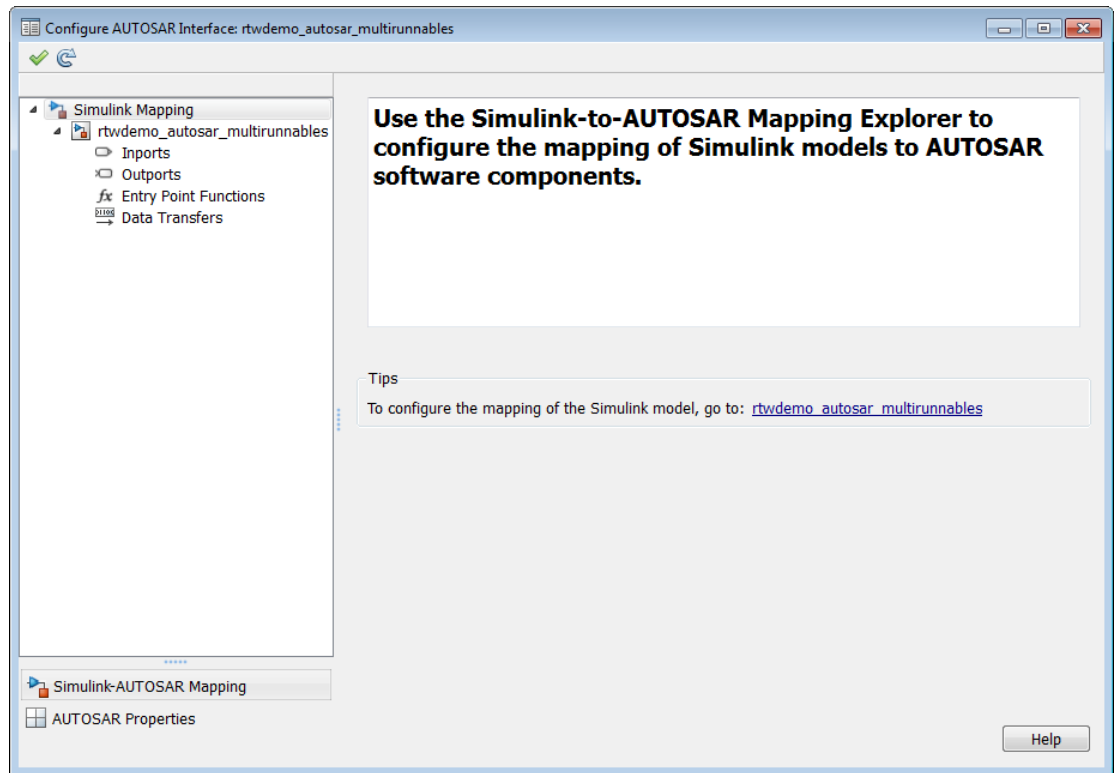 Configure AUTOSAR Interface: rtwdemo_autosar_multirunnables
Simulink Mapping
rtwdemo_autosar_multirunnables
Inports
Outports
fx Entry Point Functions
Data Transfers
Use the Simulink-to-AUTOSAR Mapping Explorer to
configure the mapping of Simulink models to AUTOSAR
software components.
Tips
To configure the mapping of the Simulink model, go to: rtwdemo_autosar_multirunnables
Simulink-AUTOSAR Mapping
AUTOSAR Properties
Help